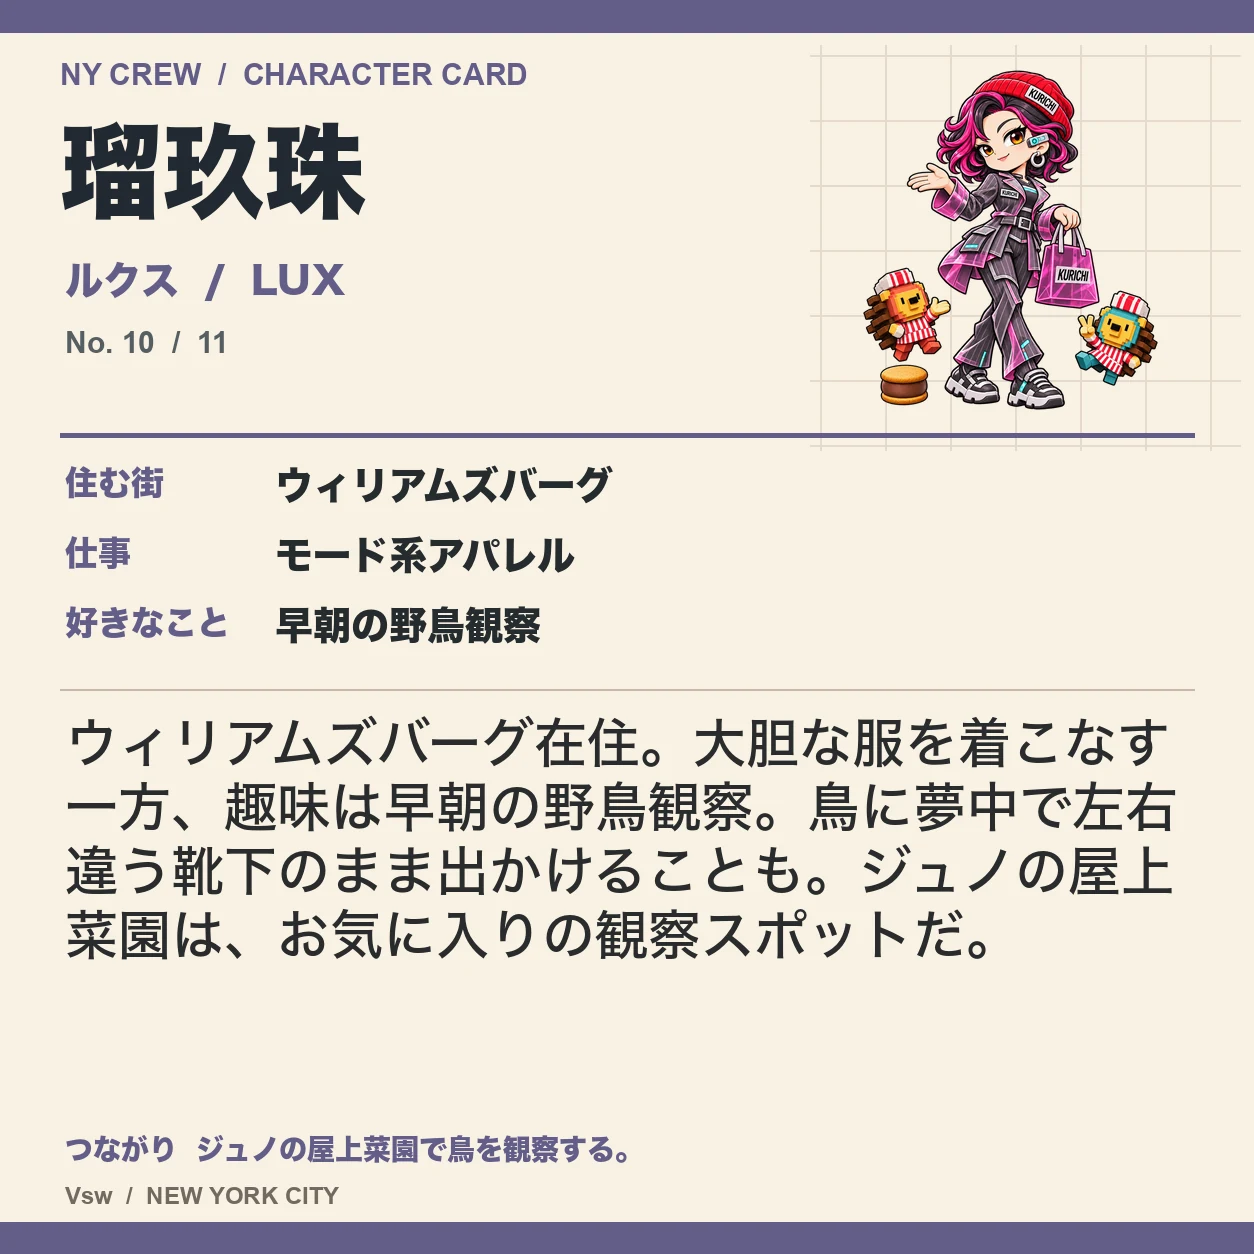 NY CREW / CHARACTER CARD
瑠玖珠
ルクス / LUX
No. 10 / 11
KURICHI
KURICHI
KURICHI
住む街 ウィリアムズバーグ
仕事 モード系アパレル
好きなこと 早朝の野鳥観察
ウィリアムズバーグ在住。大胆な服を着こなす
一方、趣味は早朝の野鳥観察。鳥に夢中で左右
違う靴下のまま出かけることも。ジュノの屋上
菜園は、お気に入りの観察スポットだ。
つながり ジュノの屋上菜園で鳥を観察する。
Vsw / NEW YORK CITY